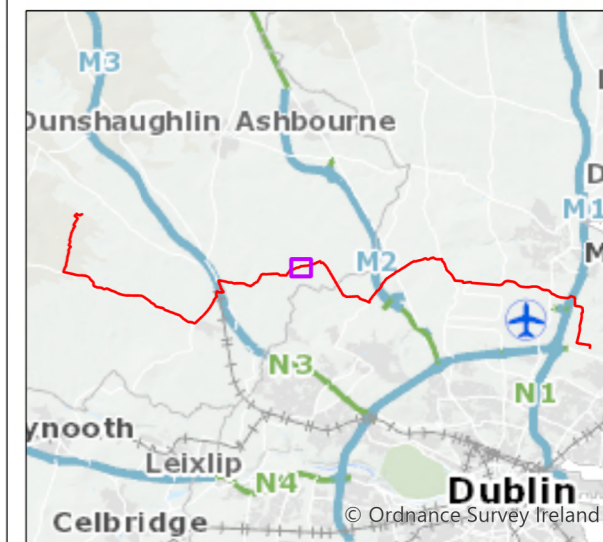 M3
Dunshaughlin Ashbourne
M1
M2
N3
N1
ynooth
Leixlip
N4
Dublin
© Ordnance Survey Ireland
Celbridge